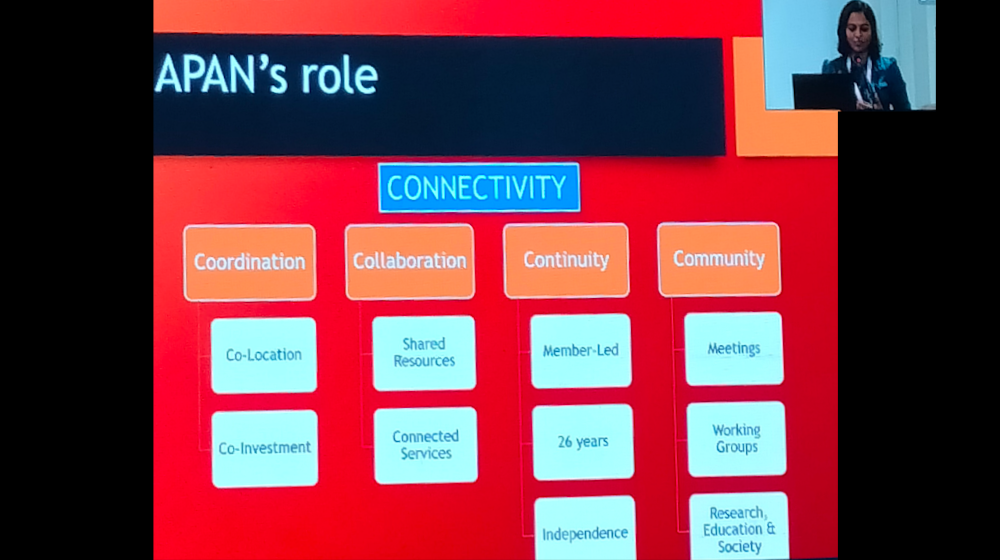 APAN's role
CONNECTIVITY
Coordination
Collaboration
Continuity
Community
Co-Location
Shared
Resources
Member-Led
Meetings
Co-Investment
Connected
Services
26 years
Working
Groups
Independence
Research,
Education &
Society